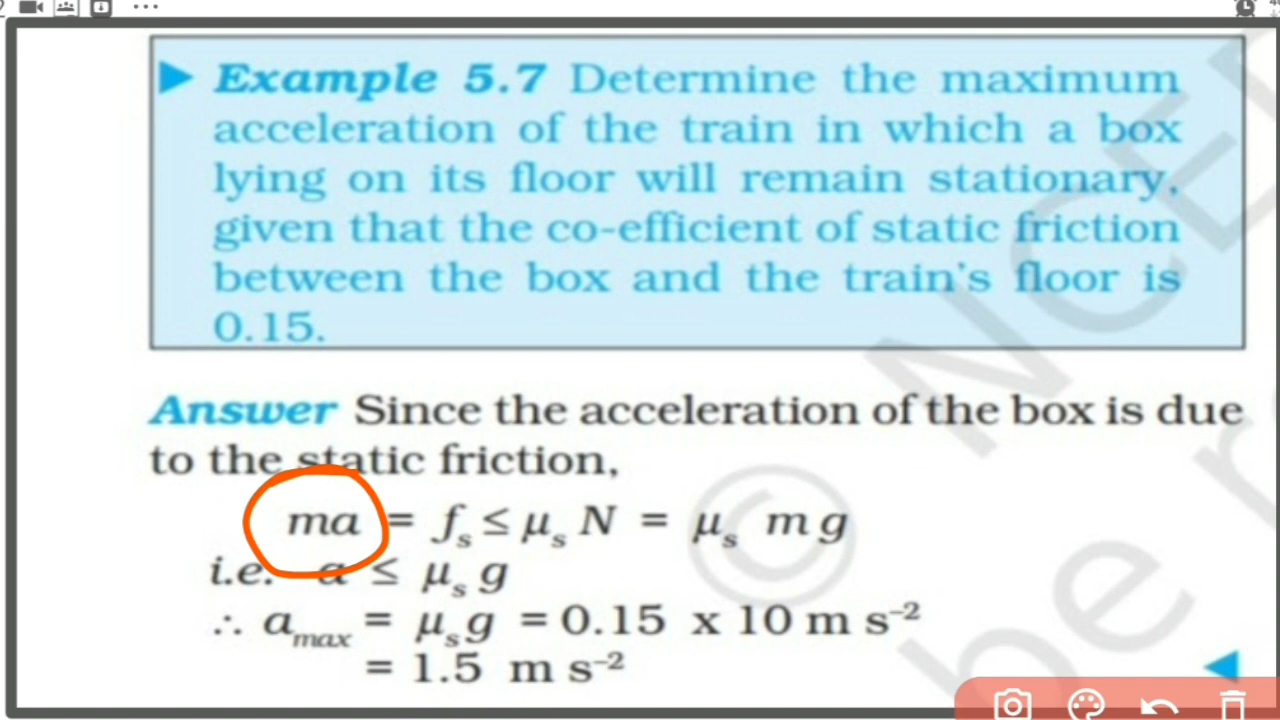 ▶ Example 5.7 Determine the maximum
acceleration of the train in which a box
lying on its floor will remain stationary,
given that the co-efficient of static friction
between the box and the train's floor is
0.15.
Answer Since the acceleration of the box is due
to the static friction,
ma = fₛ ≤ μₛ N = μₛ m g
i.e. a ≤ μₛ g
∴ aₘₐₓ = μₛ g = 0.15 x 10 m s⁻²
= 1.5 m s⁻²
© NCE
be r